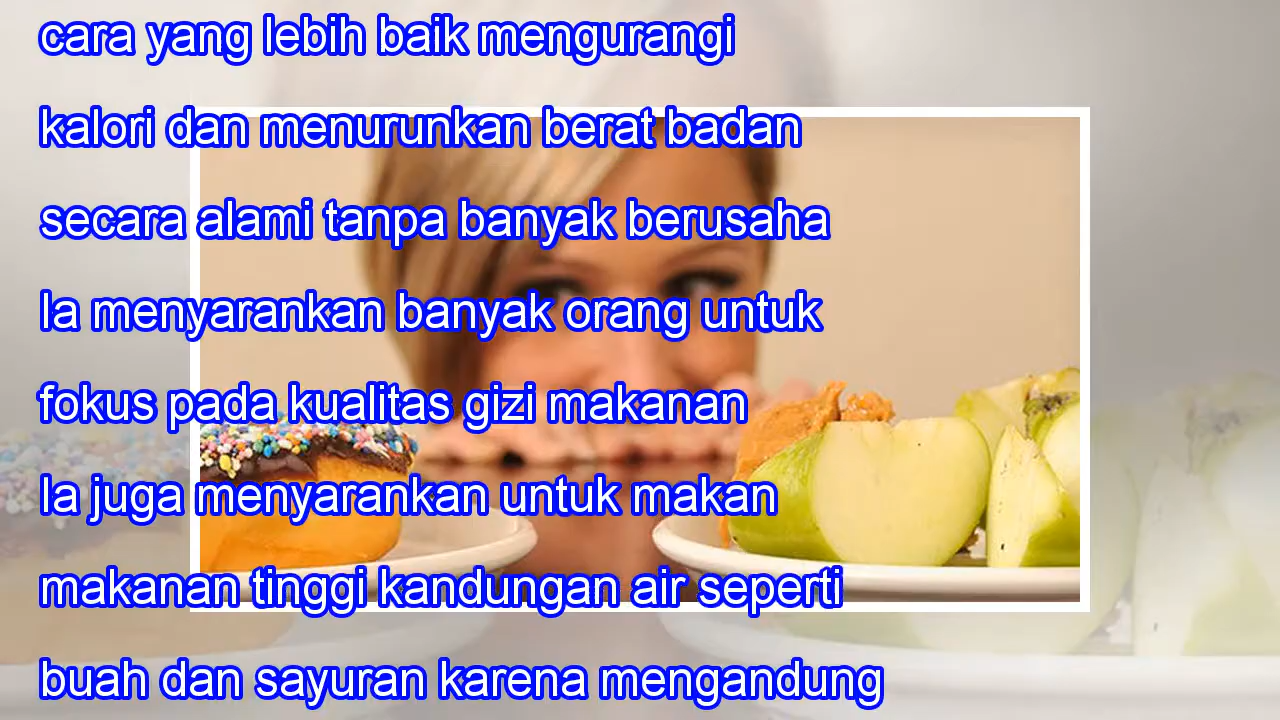 cara yang lebih baik mengurangi
kalori dan menurunkan berat badan
secara alami tanpa banyak berusaha
Ia menyarankan banyak orang untuk
fokus pada kualitas gizi makanan
Ia juga menyarankan untuk makan
makanan tinggi kandungan air seperti
buah dan sayuran karena mengandung